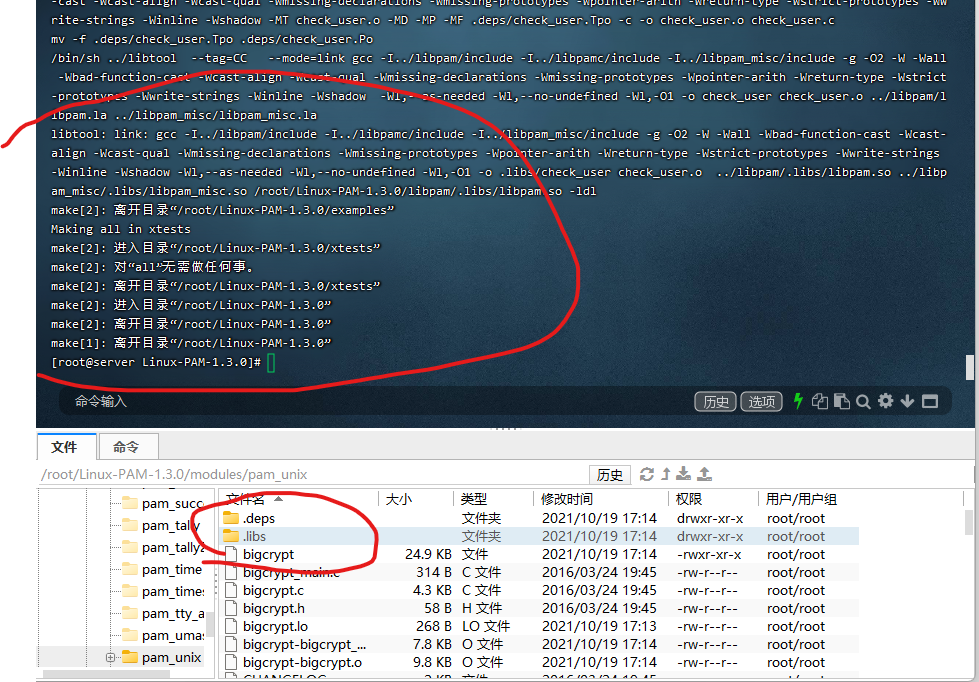 -cast -Wcast-align -Wcast-qual -Wmissing-declarations -Wmissing-prototypes -Wpointer-arith -Wreturn-type -Wstrict-prototypes -Ww
rite-strings -Winline -Wshadow -MT check_user.o -MD -MP -MF .deps/check_user.Tpo -c -o check_user.o check_user.c
mv -f .deps/check_user.Tpo .deps/check_user.Po
/bin/sh ../libtool  --tag=CC   --mode=link gcc -I../libpam/include -I../libpamc/include -I../libpam_misc/include -g -O2 -W -Wall
 -Wbad-function-cast -Wcast-align -Wcast-qual -Wmissing-declarations -Wmissing-prototypes -Wpointer-arith -Wreturn-type -Wstrict
-prototypes -Wwrite-strings -Winline -Wshadow  -Wl,--as-needed -Wl,--no-undefined -Wl,-O1 -o check_user check_user.o ../libpam/l
ibpam.la ../libpam_misc/libpam_misc.la
libtool: link: gcc -I../libpam/include -I../libpamc/include -I../libpam_misc/include -g -O2 -W -Wall -Wbad-function-cast -Wcast-
align -Wcast-qual -Wmissing-declarations -Wmissing-prototypes -Wpointer-arith -Wreturn-type -Wstrict-prototypes -Wwrite-strings
-Winline -Wshadow -Wl,--as-needed -Wl,--no-undefined -Wl,-O1 -o .libs/check_user check_user.o  ../libpam/.libs/libpam.so ../libp
am_misc/.libs/libpam_misc.so /root/Linux-PAM-1.3.0/libpam/.libs/libpam.so -ldl
make[2]: 离开目录“/root/Linux-PAM-1.3.0/examples”
Making all in xtests
make[2]: 进入目录“/root/Linux-PAM-1.3.0/xtests”
make[2]: 对“all”无需做任何事。
make[2]: 离开目录“/root/Linux-PAM-1.3.0/xtests”
make[2]: 进入目录“/root/Linux-PAM-1.3.0”
make[2]: 离开目录“/root/Linux-PAM-1.3.0”
make[1]: 离开目录“/root/Linux-PAM-1.3.0”
[root@server Linux-PAM-1.3.0]#
命令输入 历史 选项
文件 命令
/root/Linux-PAM-1.3.0/modules/pam_unix 历史
文件名 大小 类型 修改时间 权限 用户/用户组
pam_succ .deps 文件夹 2021/10/19 17:14 drwxr-xr-x root/root
pam_tally .libs 文件夹 2021/10/19 17:14 drwxr-xr-x root/root
pam_tally2 bigcrypt 24.9 KB 文件 2021/10/19 17:14 -rwxr-xr-x root/root
pam_time bigcrypt_main.c 314 B C 文件 2016/03/24 19:45 -rw-r--r-- root/root
pam_times bigcrypt.c 4.3 KB C 文件 2016/03/24 19:45 -rw-r--r-- root/root
pam_tty_a bigcrypt.h 58 B H 文件 2016/03/24 19:45 -rw-r--r-- root/root
pam_umas bigcrypt.lo 268 B LO 文件 2021/10/19 17:13 -rw-r--r-- root/root
pam_unix bigcrypt-bigcrypt_... 7.8 KB O 文件 2021/10/19 17:14 -rw-r--r-- root/root
bigcrypt-bigcrypt.o 9.8 KB O 文件 2021/10/19 17:14 -rw-r--r-- root/root